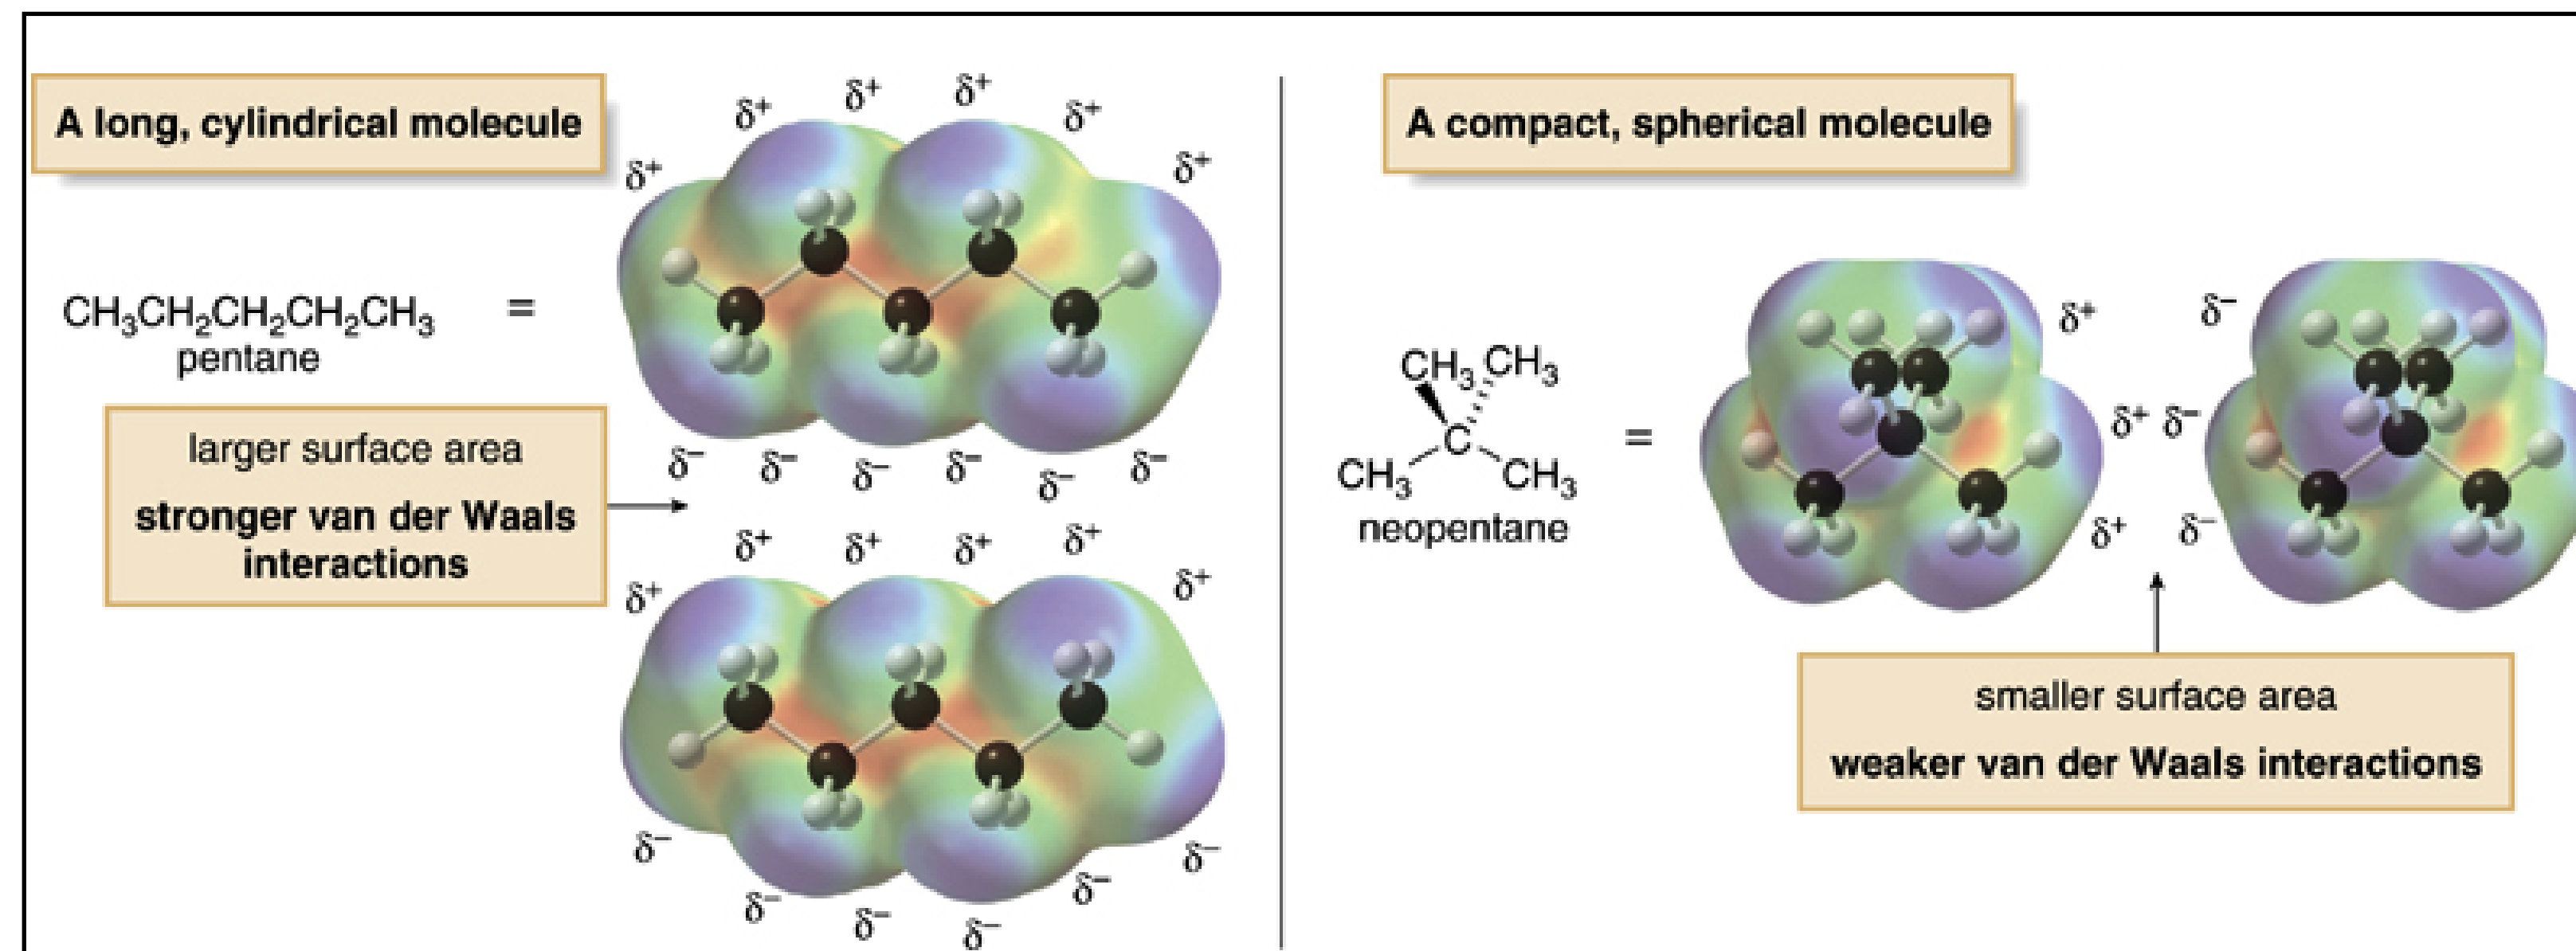 A long, cylindrical molecule
δ+ δ+ δ+ δ+ δ+ δ+
CH3CH2CH2CH2CH3 =
pentane
larger surface area
stronger van der Waals
interactions
δ− δ− δ− δ− δ− δ−
δ+ δ+ δ+ δ+ δ+ δ+
δ− δ− δ− δ− δ− δ−
A compact, spherical molecule
CH3 CH3
C
CH3 CH3
=
neopentane
δ+ δ−
δ+ δ−
δ+ δ−
smaller surface area
weaker van der Waals interactions